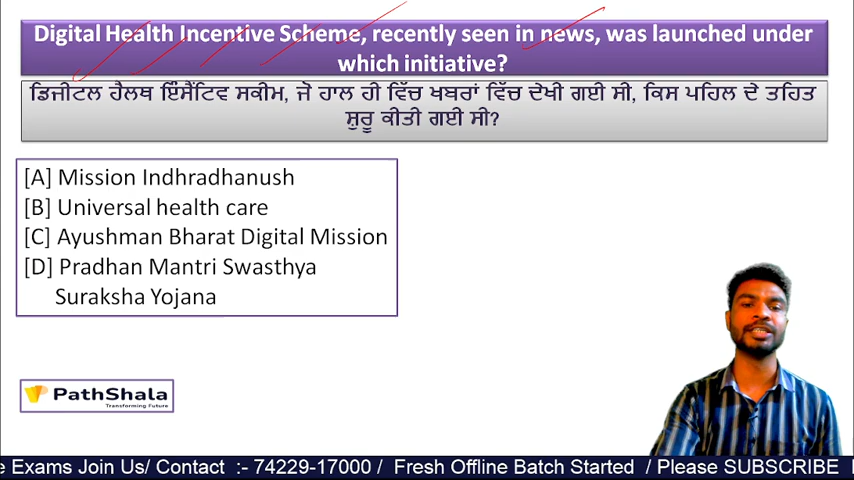 Digital Health Incentive Scheme, recently seen in news, was launched under
which initiative?
ਡਿਜੀਟਲ ਹੈਲਥ ਇੰਸੈਂਟਿਵ ਸਕੀਮ, ਜੋ ਹਾਲ ਹੀ ਵਿੱਚ ਖਬਰਾਂ ਵਿੱਚ ਦੇਖੀ ਗਈ ਸੀ, ਕਿਸ ਪਹਿਲ ਦੇ ਤਹਿਤ
ਸ਼ੁਰੂ ਕੀਤੀ ਗਈ ਸੀ?
[A] Mission Indhradhanush
[B] Universal health care
[C] Ayushman Bharat Digital Mission
[D] Pradhan Mantri Swasthya
Suraksha Yojana
PathShala
Transforming Future
e Exams Join Us/ Contact :- 74229-17000 / Fresh Offline Batch Started / Please SUBSCRIBE